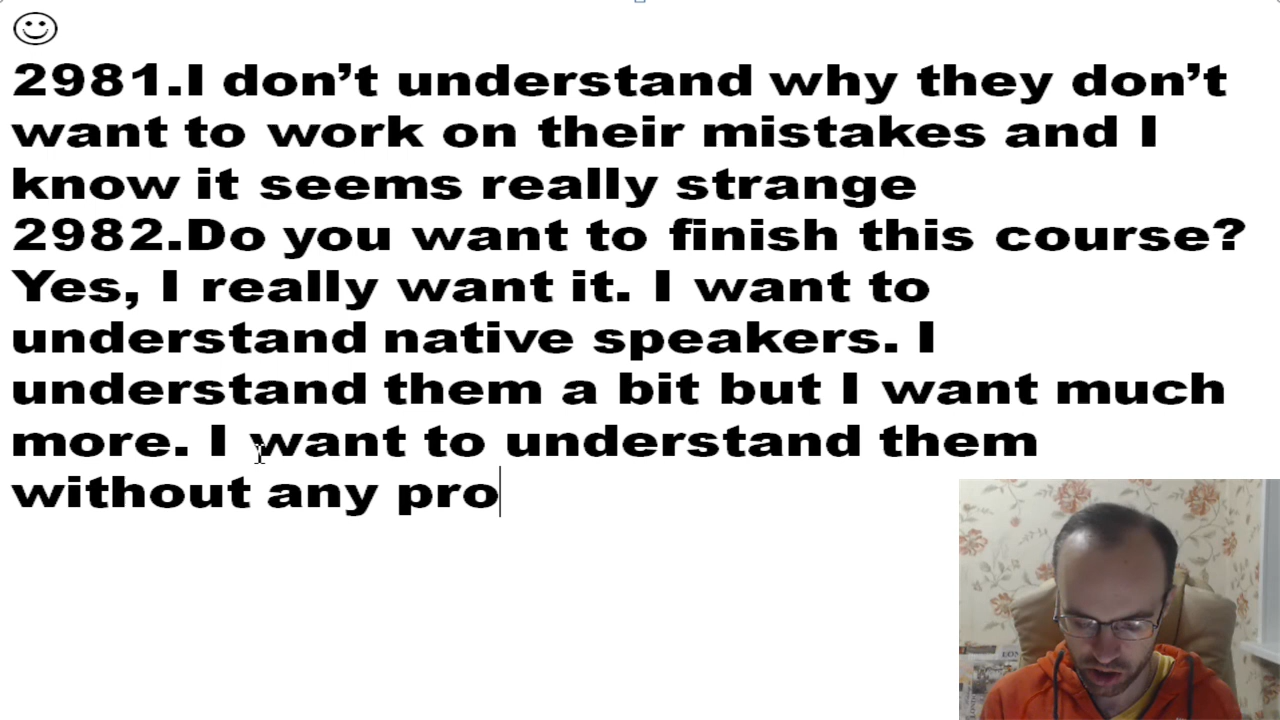 2981.I don’t understand why they don’t
want to work on their mistakes and I
know it seems really strange
2982.Do you want to finish this course?
Yes, I really want it. I want to
understand native speakers. I
understand them a bit but I want much
more. I want to understand them
without any pro